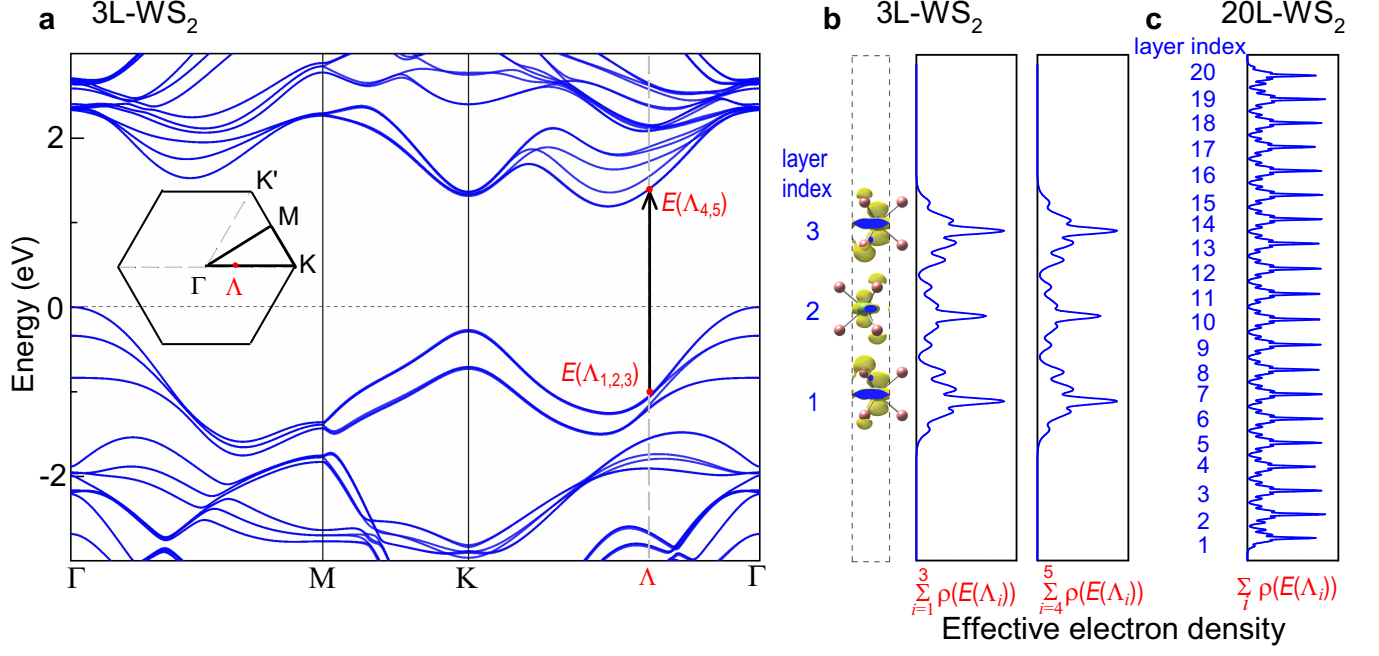 a 3L-WS₂
b 3L-WS₂
c 20L-WS₂
Energy (eV)
2
0
-2
K'
M
K
Γ
Λ
E(Λ₄,₅)
E(Λ₁,₂,₃)
Γ
M
K
Λ
Γ
layer
index
3
2
1
layer index
20
19
18
17
16
15
14
13
12
11
10
9
8
7
6
5
4
3
2
1
3
Σ ρ(E(Λᵢ))
i=1
5
Σ ρ(E(Λᵢ))
i=4
Σ ρ(E(Λᵢ))
i
Effective electron density